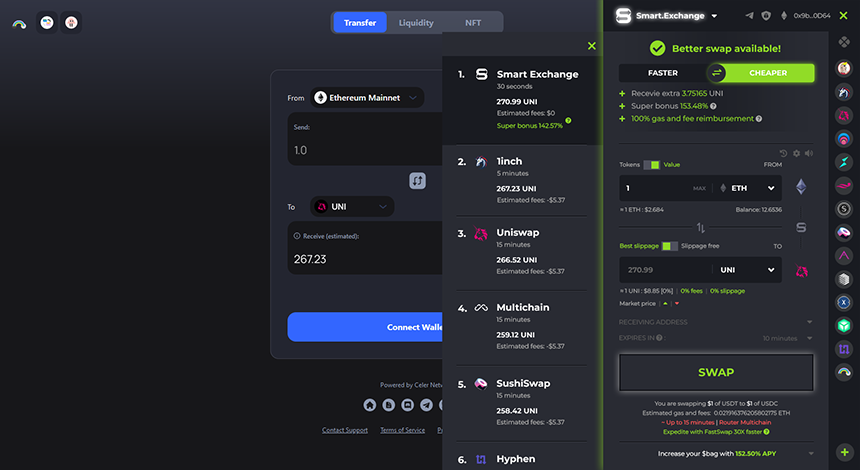 Transfer
Liquidity
NFT
From
Ethereum Mainnet
Send:
1.0
To
UNI
Receive (estimated):
267.23
Connect Walle
Powered by Celer Netw
Contact Support
Terms of Service
1.
Smart Exchange
30 seconds
270.99 UNI
Estimated fees: $0
Super bonus 142.57%
2.
1inch
5 minutes
267.23 UNI
Estimated fees: -$5.37
3.
Uniswap
15 minutes
266.52 UNI
Estimated fees: -$5.37
4.
Multichain
15 minutes
259.12 UNI
Estimated fees: -$5.37
5.
SushiSwap
15 minutes
258.42 UNI
Estimated fees: -$5.37
6.
Hyphen
Smart.Exchange
0x9b...0D64
Better swap available!
FASTER
CHEAPER
+ Recevie extra 3.75165 UNI
+ Super bonus 153.48%
+ 100% gas and fee reimbursement
Tokens
Value
FROM
1
MAX
ETH
≈1 ETH : $2.684
Balance: 12.6536
Best slippage
Slippage free
TO
270.99
UNI
≈1 UNI : $8.85 [0%] | 0% fees | 0% slippage
Market price
RECEIVING ADDRESS
EXPIRES IN
10 minutes
SWAP
You are swapping $1 of USDT to $1 of USDC
Estimated gas and fees: 0.021916376205802175 ETH
~ Up to 15 minutes | Router Multichain
Expedite with FastSwap 30X faster
Increase your $bag with 152.50% APY